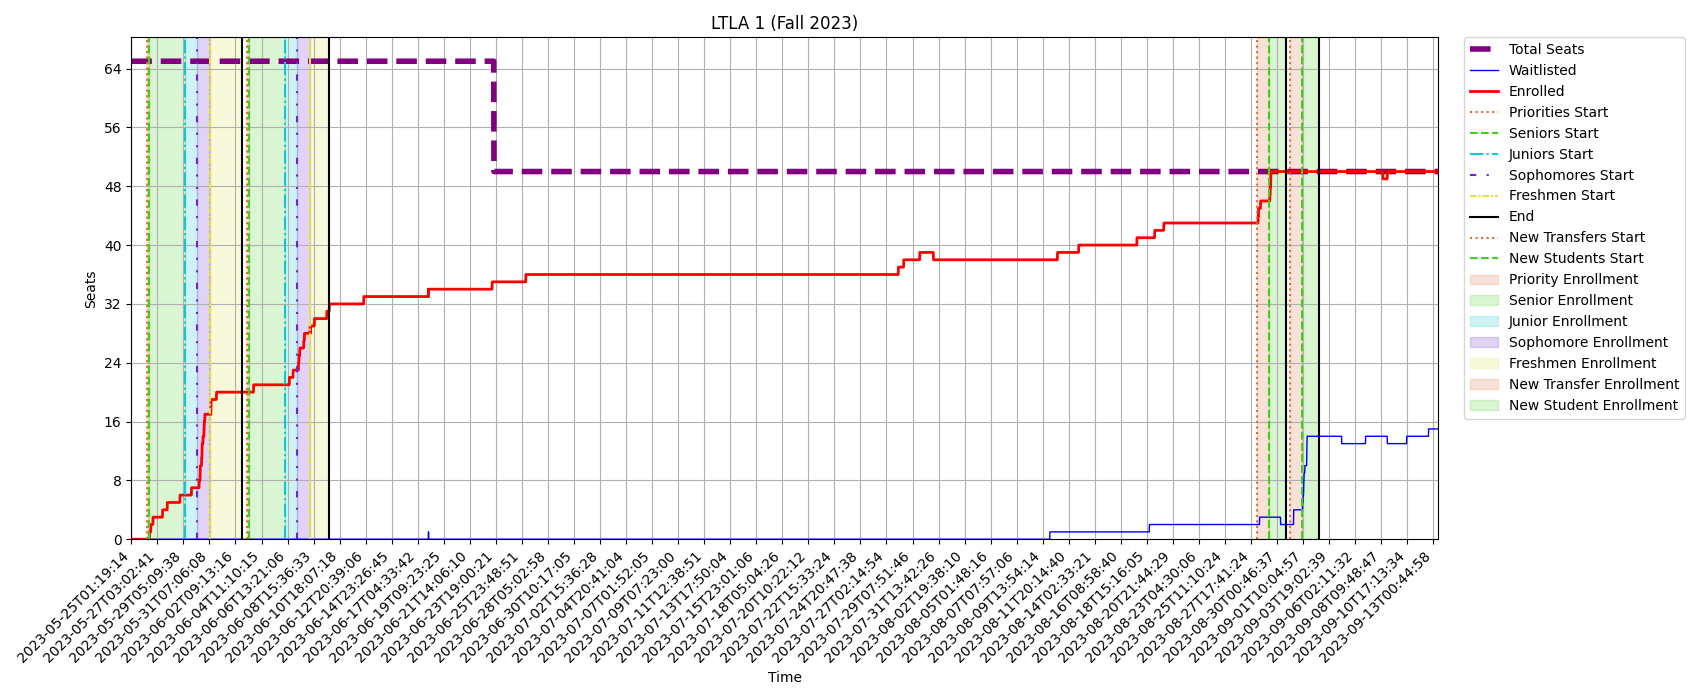 LTLA 1 (Fall 2023)
Seats
64
56
48
40
32
24
16
8
0
2023-05-25T01:19:14
2023-05-27T03:02:41
2023-05-29T05:09:38
2023-05-31T07:06:08
2023-06-02T09:13:16
2023-06-04T11:10:15
2023-06-06T13:21:06
2023-06-08T15:36:33
2023-06-10T18:07:18
2023-06-12T20:39:06
2023-06-14T23:26:45
2023-06-17T04:33:42
2023-06-19T09:23:25
2023-06-21T14:06:10
2023-06-23T19:00:21
2023-06-25T23:48:51
2023-06-28T05:02:58
2023-06-30T10:17:05
2023-07-02T15:36:28
2023-07-04T20:41:04
2023-07-07T01:52:05
2023-07-09T07:23:00
2023-07-11T12:38:51
2023-07-13T17:50:04
2023-07-15T23:01:06
2023-07-18T05:04:26
2023-07-20T10:22:12
2023-07-22T15:33:24
2023-07-24T20:47:38
2023-07-27T02:14:54
2023-07-29T07:51:46
2023-07-31T13:42:26
2023-08-02T19:38:10
2023-08-05T01:48:16
2023-08-07T07:57:06
2023-08-09T13:54:14
2023-08-11T20:14:40
2023-08-14T02:33:21
2023-08-16T08:58:40
2023-08-18T15:16:05
2023-08-20T21:44:29
2023-08-23T04:30:06
2023-08-25T11:10:24
2023-08-27T17:41:24
2023-08-30T00:46:37
2023-09-01T10:04:57
2023-09-03T19:02:39
2023-09-06T02:11:32
2023-09-08T09:48:47
2023-09-10T17:13:34
2023-09-13T00:44:58
Time
Total Seats
Waitlisted
Enrolled
Priorities Start
Seniors Start
Juniors Start
Sophomores Start
Freshmen Start
End
New Transfers Start
New Students Start
Priority Enrollment
Senior Enrollment
Junior Enrollment
Sophomore Enrollment
Freshmen Enrollment
New Transfer Enrollment
New Student Enrollment